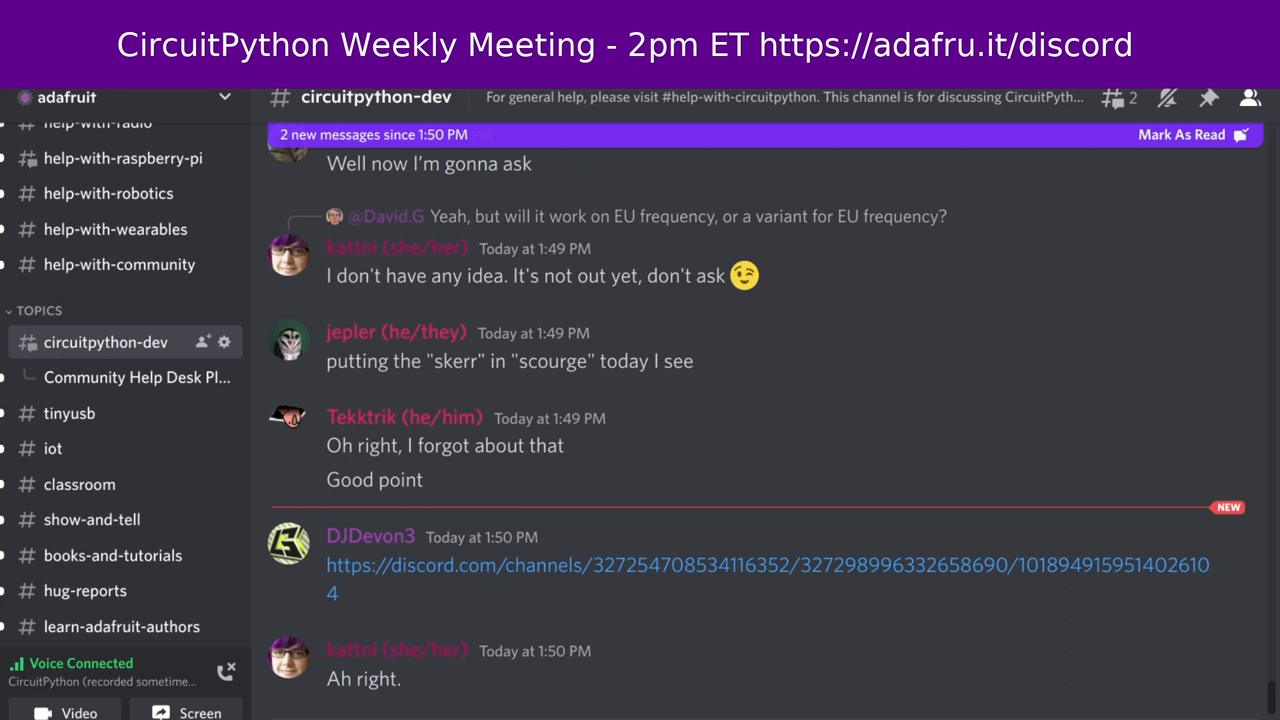 CircuitPython Weekly Meeting - 2pm ET https://adafru.it/discord
adafruit
help-with-radio
help-with-raspberry-pi
help-with-robotics
help-with-wearables
help-with-community
TOPICS
circuitpython-dev
Community Help Desk Pl...
tinyusb
iot
classroom
show-and-tell
books-and-tutorials
hug-reports
learn-adafruit-authors
Voice Connected
CircuitPython (recorded sometime...
Video
Screen
circuitpython-dev
For general help, please visit #help-with-circuitpython. This channel is for discussing CircuitPyth...
2
2 new messages since 1:50 PM
Mark As Read
Well now I’m gonna ask
@David.G Yeah, but will it work on EU frequency, or a variant for EU frequency?
kattni (she/her) Today at 1:49 PM
I don't have any idea. It's not out yet, don't ask 😉
jepler (he/they) Today at 1:49 PM
putting the "skerr" in "scourge" today I see
Tekktrik (he/him) Today at 1:49 PM
Oh right, I forgot about that
Good point
NEW
DJDevon3 Today at 1:50 PM
https://discord.com/channels/327254708534116352/327298996332658690/101894915951402610
4
kattni (she/her) Today at 1:50 PM
Ah right.